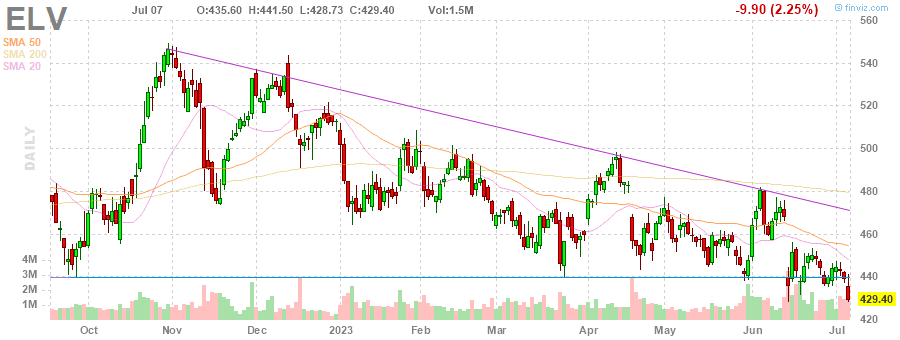 ELV Jul 07 O:435.60 H:441.50 L:428.73 C:429.40 Vol:1.5M -9.90 (2.25%) © finviz.com
SMA 50
SMA 200
SMA 20
DAILY
560
540
520
500
480
460
440
429.40
420
4M
3M
2M
1M
Oct Nov Dec 2023 Feb Mar Apr May Jun Jul